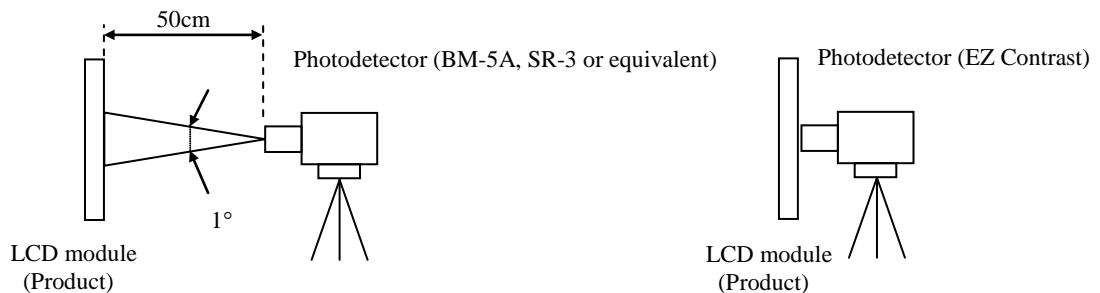 50cm
Photodetector (BM-5A, SR-3 or equivalent)
1°
LCD module
(Product)
Photodetector (EZ Contrast)
LCD module
(Product)